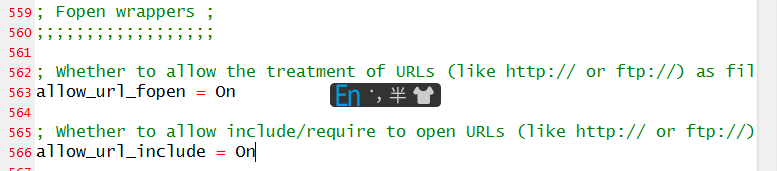 559 ; Fopen wrappers ;
560 ;;;;;;;;;;;;;;;;;;
561
562 ; Whether to allow the treatment of URLs (like http:// or ftp://) as fil
563 allow_url_fopen = On
En ·, 半
564
565 ; Whether to allow include/require to open URLs (like http:// or ftp://)
566 allow_url_include = On